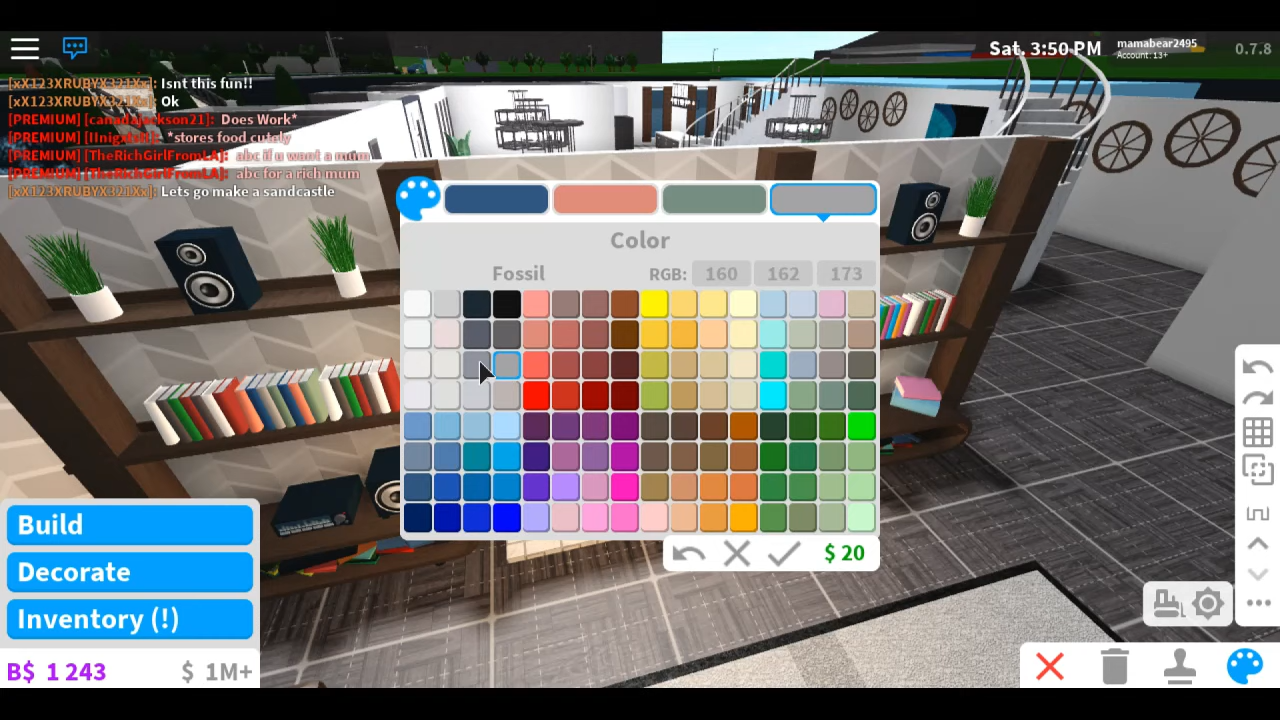 Sat. 3:50 PM
mamabear2495
Account: 13+
0.7.8
[xX123XRUBYX321Xx]: Isnt this fun!!
[xX123XRUBYX321Xx]: Ok
[PREMIUM] [canadajackson21]: Does Work*
[PREMIUM] *stores food cutely
[PREMIUM] [TheRichGirlFromLA]: abc if u want a mum
[PREMIUM] [TheRichGirlFromLA]: abc for a rich mum
[xX123XRUBYX321Xx]: Lets go make a sandcastle
Color
Fossil RGB: 160 162 173
$ 20
Build
Decorate
Inventory (!)
B$ 1 243 $ 1M+